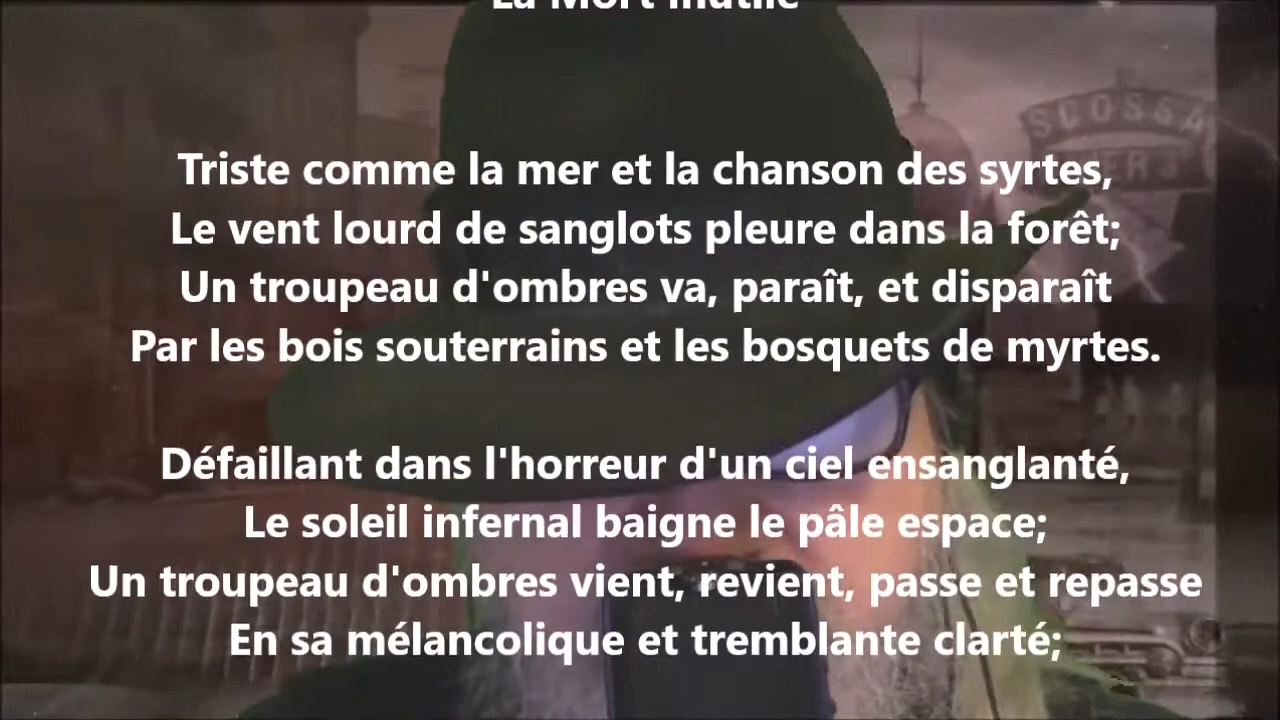 La Mort inutile
SCOSSA
Triste comme la mer et la chanson des syrtes,
Le vent lourd de sanglots pleure dans la forêt;
Un troupeau d'ombres va, paraît, et disparaît
Par les bois souterrains et les bosquets de myrtes.
Défaillant dans l'horreur d'un ciel ensanglanté,
Le soleil infernal baigne le pâle espace;
Un troupeau d'ombres vient, revient, passe et repasse
En sa mélancolique et tremblante clarté;